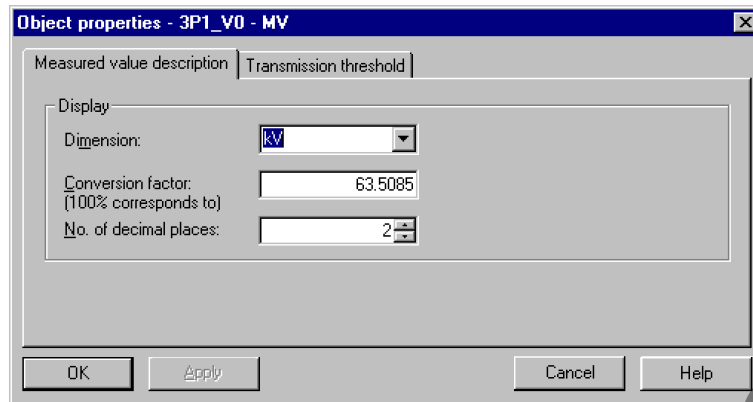 Object properties - 3P1_V0 - MV
Measured value description Transmission threshold
Display
Dimension: kV
Conversion factor: 63.5085
(100% corresponds to)
No. of decimal places: 2
OK Apply Cancel Help